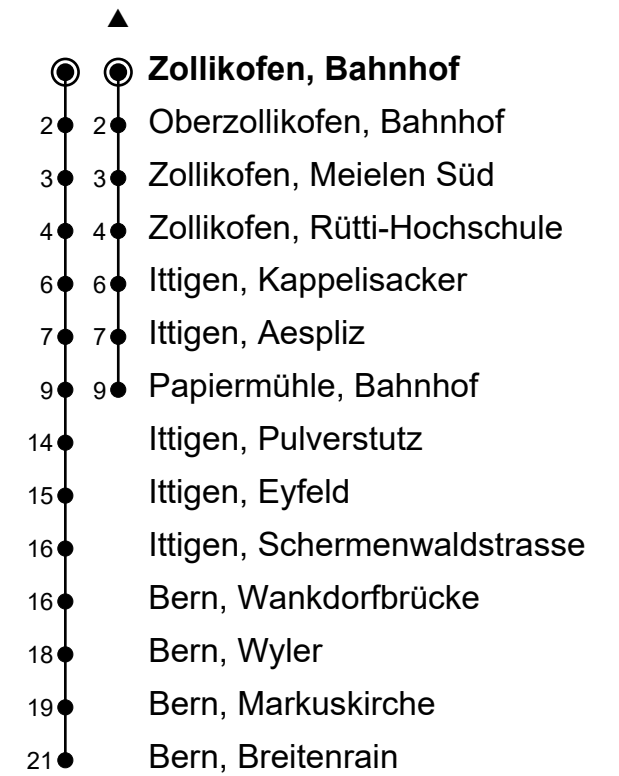 ▲
Zollikofen, Bahnhof
2 2 Oberzollikofen, Bahnhof
3 3 Zollikofen, Meielen Süd
4 4 Zollikofen, Rütti-Hochschule
6 6 Ittigen, Kappelisacker
7 7 Ittigen, Aespliz
9 9 Papiermühle, Bahnhof
14 Ittigen, Pulverstutz
15 Ittigen, Eyfeld
16 Ittigen, Schermenwaldstrasse
16 Bern, Wankdorfbrücke
18 Bern, Wyler
19 Bern, Markuskirche
21 Bern, Breitenrain